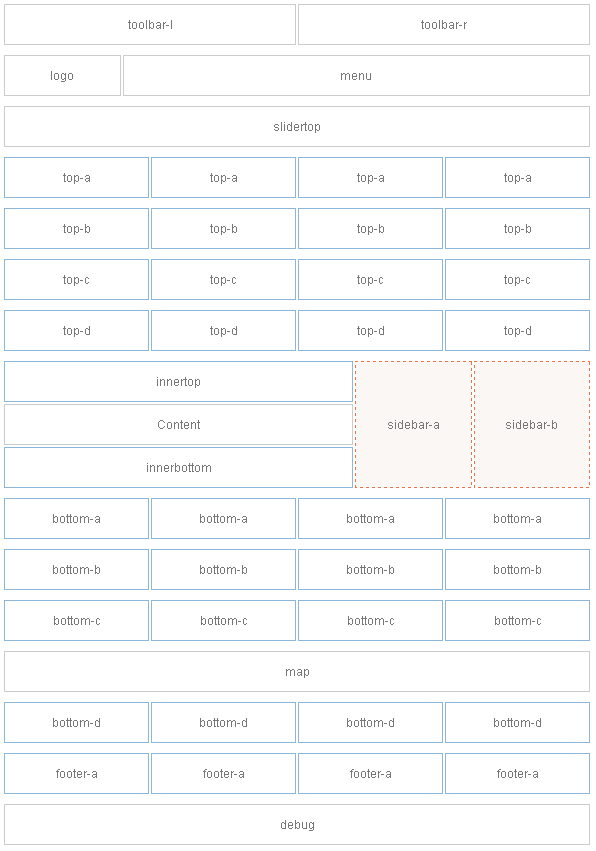 toolbar-l toolbar-r
logo menu
slidertop
top-a top-a top-a top-a
top-b top-b top-b top-b
top-c top-c top-c top-c
top-d top-d top-d top-d
innertop
Content
innerbottom
sidebar-a sidebar-b
bottom-a bottom-a bottom-a bottom-a
bottom-b bottom-b bottom-b bottom-b
bottom-c bottom-c bottom-c bottom-c
map
bottom-d bottom-d bottom-d bottom-d
footer-a footer-a footer-a footer-a
debug